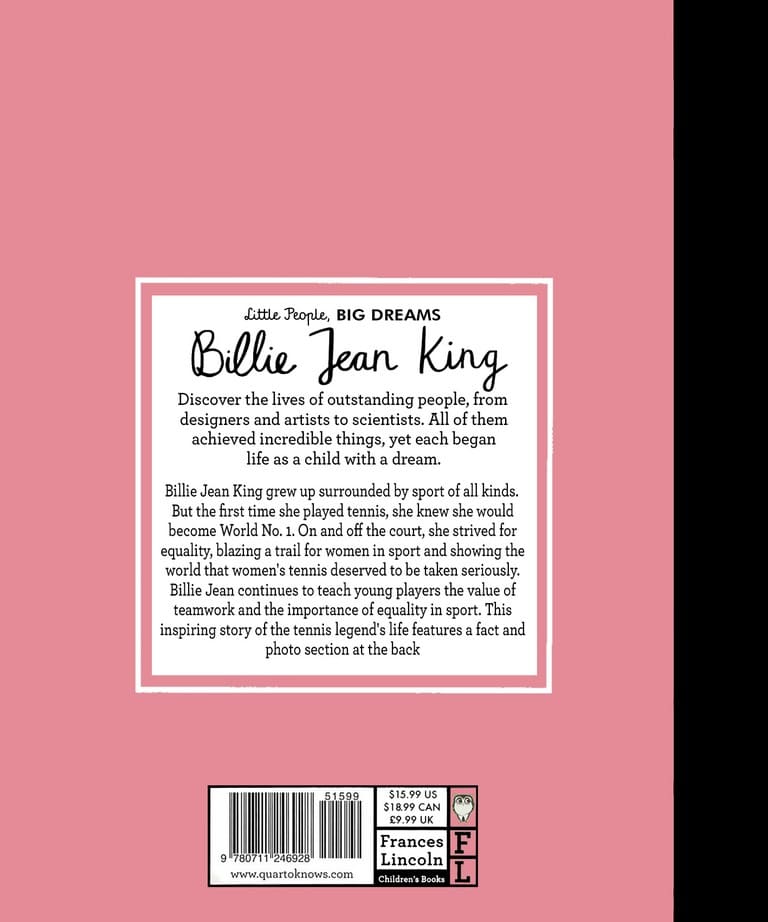 Little People, BIG DREAMS
Billie Jean King
Discover the lives of outstanding people, from
designers and artists to scientists. All of them
achieved incredible things, yet each began
life as a child with a dream.
Billie Jean King grew up surrounded by sport of all kinds.
But the first time she played tennis, she knew she would
become World No. 1. On and off the court, she strived for
equality, blazing a trail for women in sport and showing the
world that women's tennis deserved to be taken seriously.
Billie Jean continues to teach young players the value of
teamwork and the importance of equality in sport. This
inspiring story of the tennis legend's life features a fact and
photo section at the back
51599
9 780711 246928
www.quartoknows.com
$15.99 US
$18.99 CAN
£9.99 UK
Frances
Lincoln
Children's Books
F
L